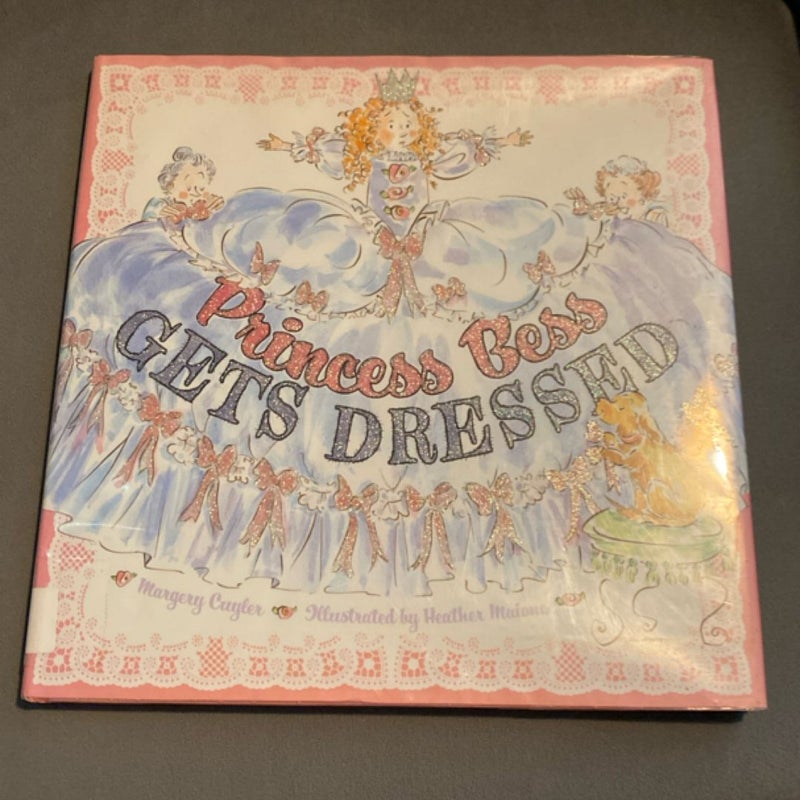 Princess Bess
GETS DRESSED
Margery Cuyler Illustrated by Heather Maione